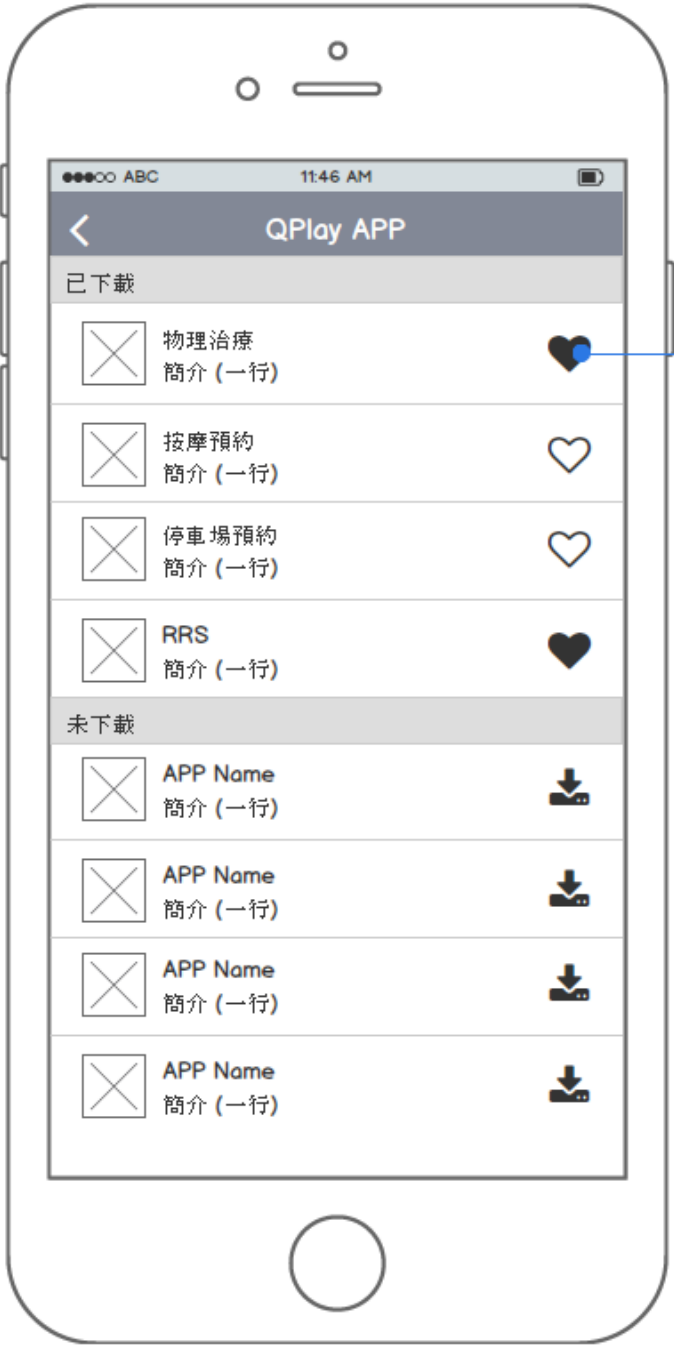 ABC 11:46 AM
QPlay APP
已下載
物理治療
簡介 (一行)
按摩預約
簡介 (一行)
停車場預約
簡介 (一行)
RRS
簡介 (一行)
未下載
APP Name
簡介 (一行)
APP Name
簡介 (一行)
APP Name
簡介 (一行)
APP Name
簡介 (一行)